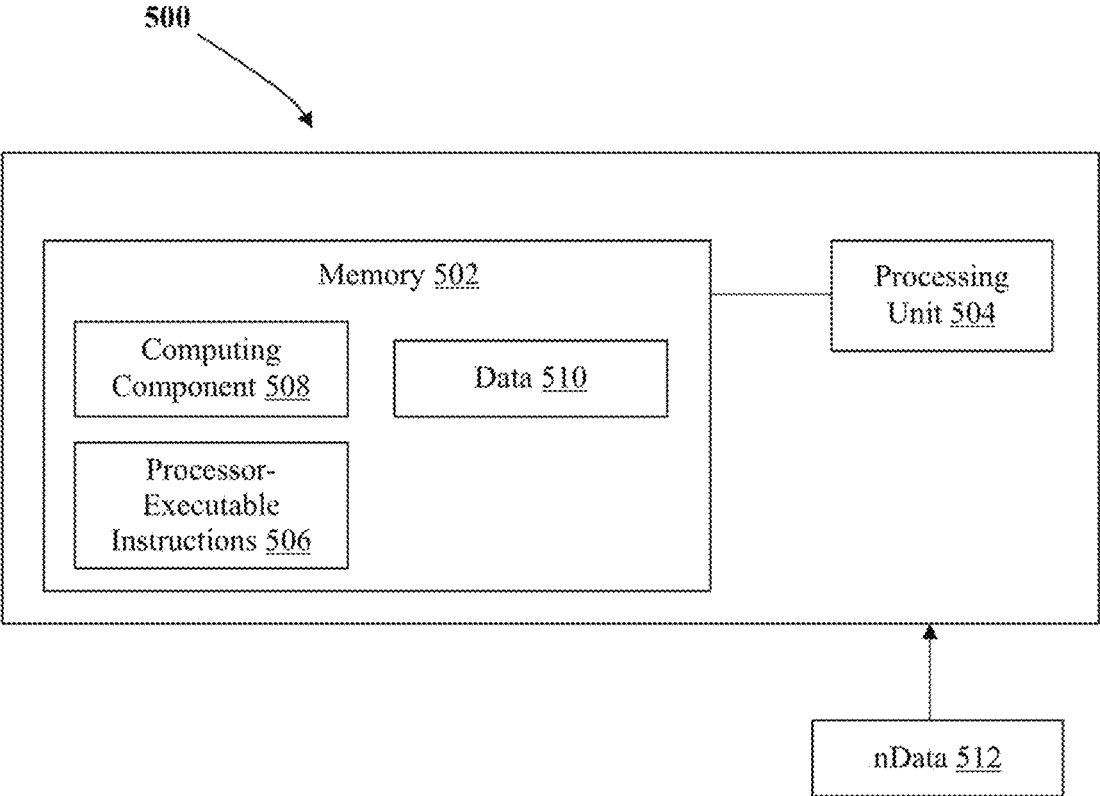 500
Memory 502
Processing
Unit 504
Computing
Component 508
Data 510
Processor-
Executable
Instructions 506
nData 512